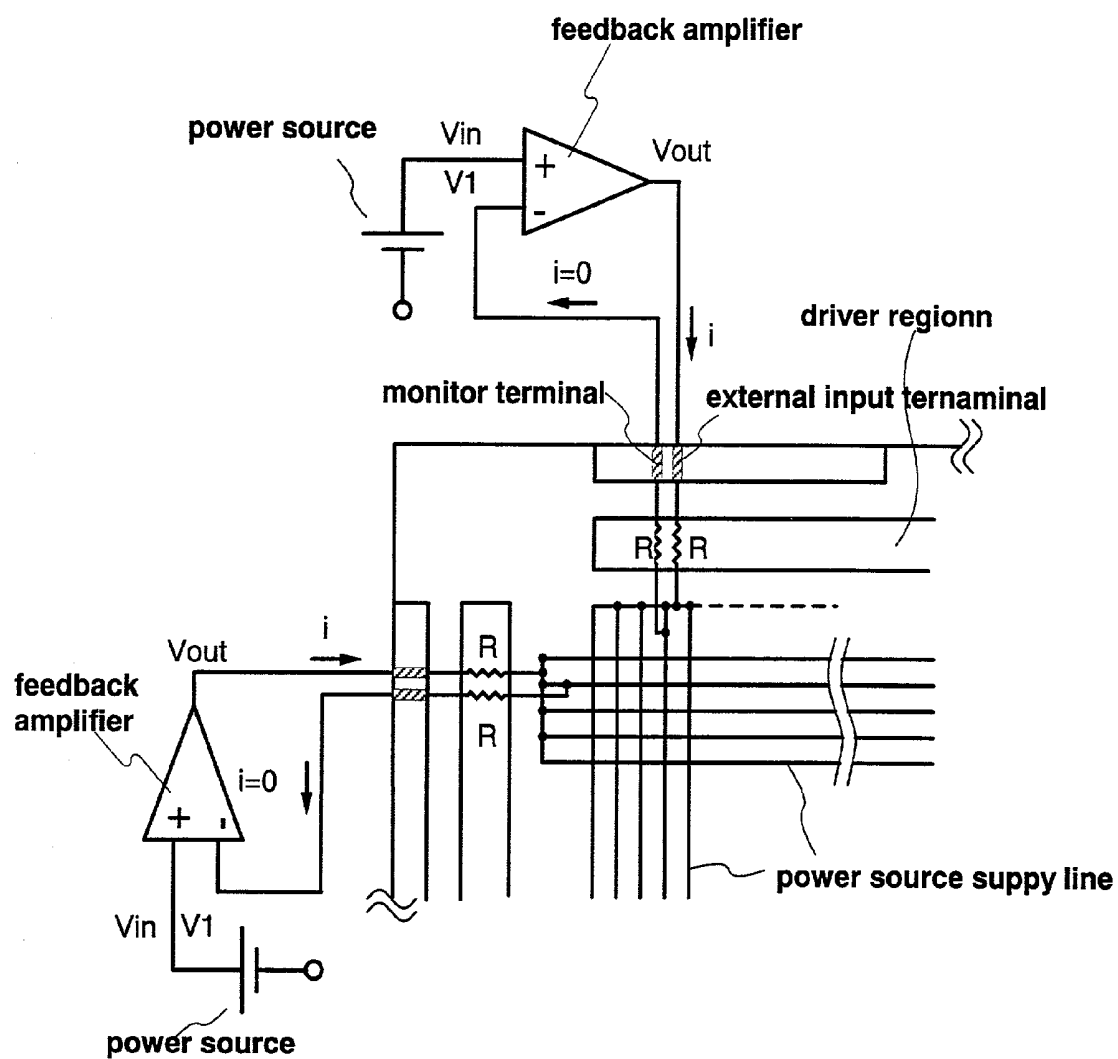 feedback amplifier
power source
Vin
Vout
V1
+
-
i=0
i
driver regionn
monitor terminal
external input ternaminal
R
R
i
R
Vout
feedback
amplifier
R
i=0
+
-
power source suppy line
Vin
V1
power source